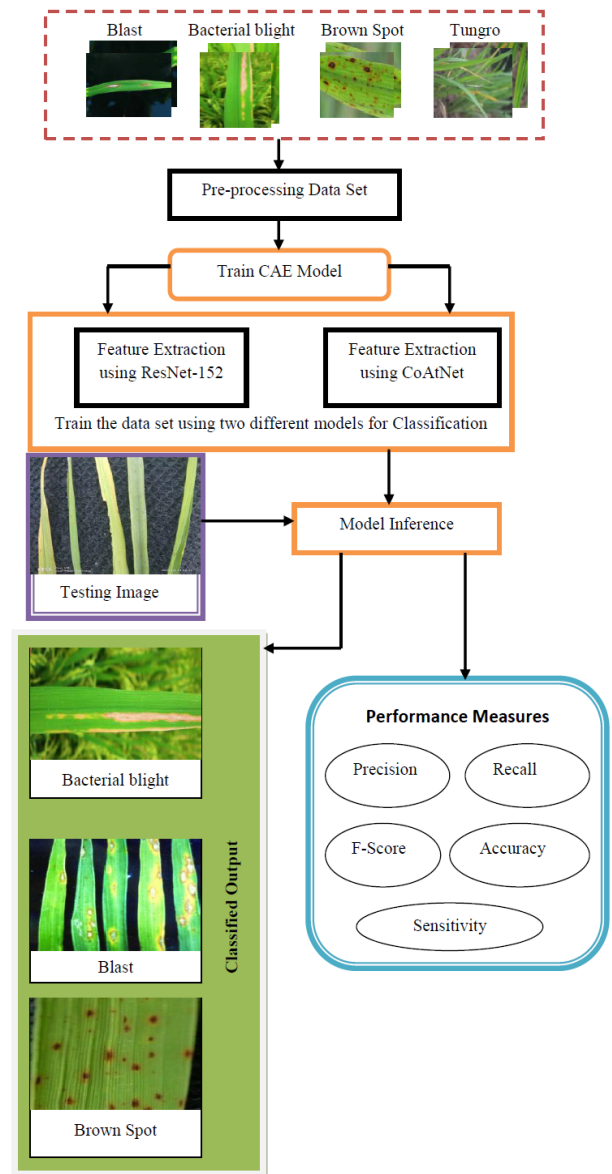 Blast
Bacterial blight
Brown Spot
Tungro
Pre-processing Data Set
Train CAE Model
Feature Extraction
using ResNet-152
Feature Extraction
using CoAtNet
Train the data set using two different models for Classification
Testing Image
Model Inference
Bacterial blight
Blast
Brown Spot
Classified Output
Performance Measures
Precision
Recall
F-Score
Accuracy
Sensitivity